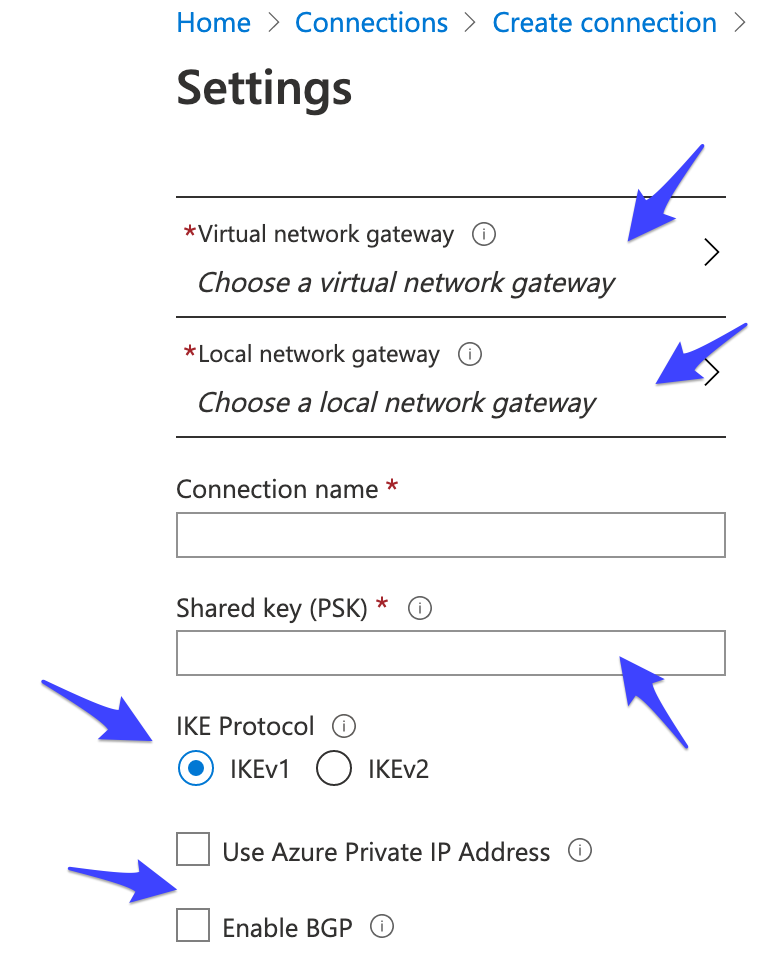 Home > Connections > Create connection >
Settings
*Virtual network gateway
Choose a virtual network gateway
*Local network gateway
Choose a local network gateway
Connection name *
Shared key (PSK) *
IKE Protocol
IKEv1 IKEv2
Use Azure Private IP Address
Enable BGP